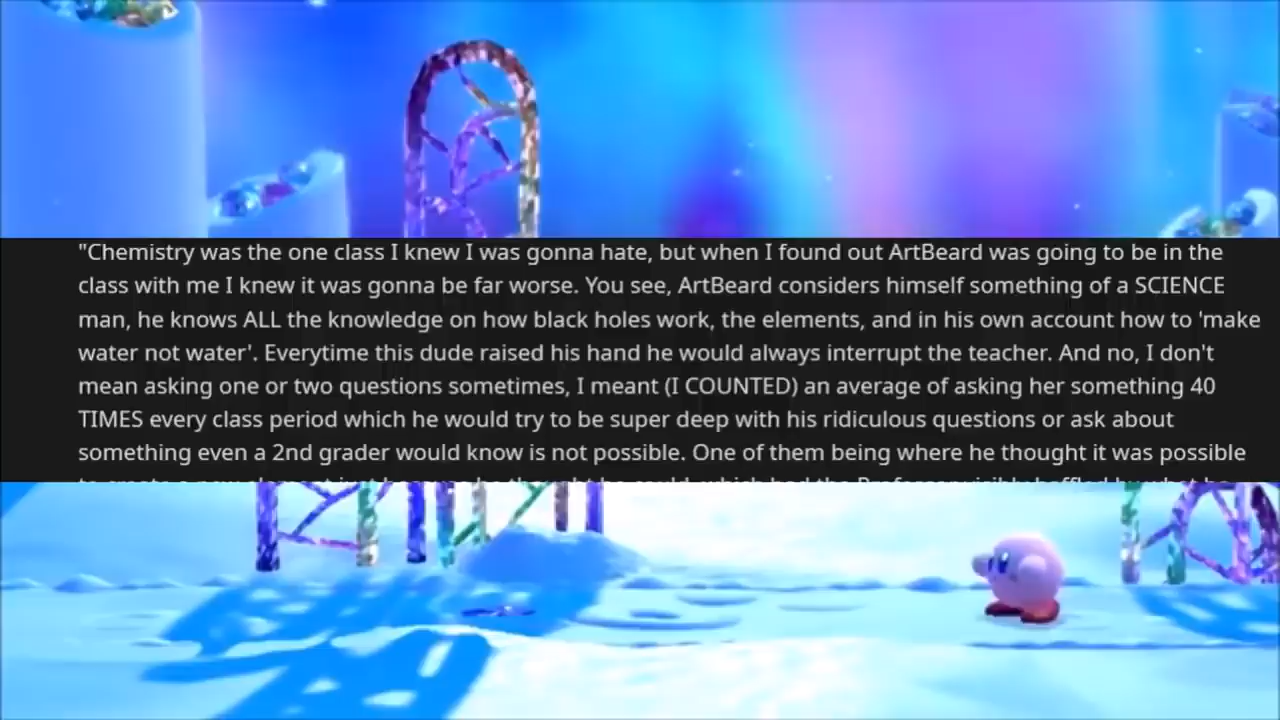 "Chemistry was the one class I knew I was gonna hate, but when I found out ArtBeard was going to be in the
class with me I knew it was gonna be far worse. You see, ArtBeard considers himself something of a SCIENCE
man, he knows ALL the knowledge on how black holes work, the elements, and in his own account how to 'make
water not water'. Everytime this dude raised his hand he would always interrupt the teacher. And no, I don't
mean asking one or two questions sometimes, I meant (I COUNTED) an average of asking her something 40
TIMES every class period which he would try to be super deep with his ridiculous questions or ask about
something even a 2nd grader would know is not possible. One of them being where he thought it was possible